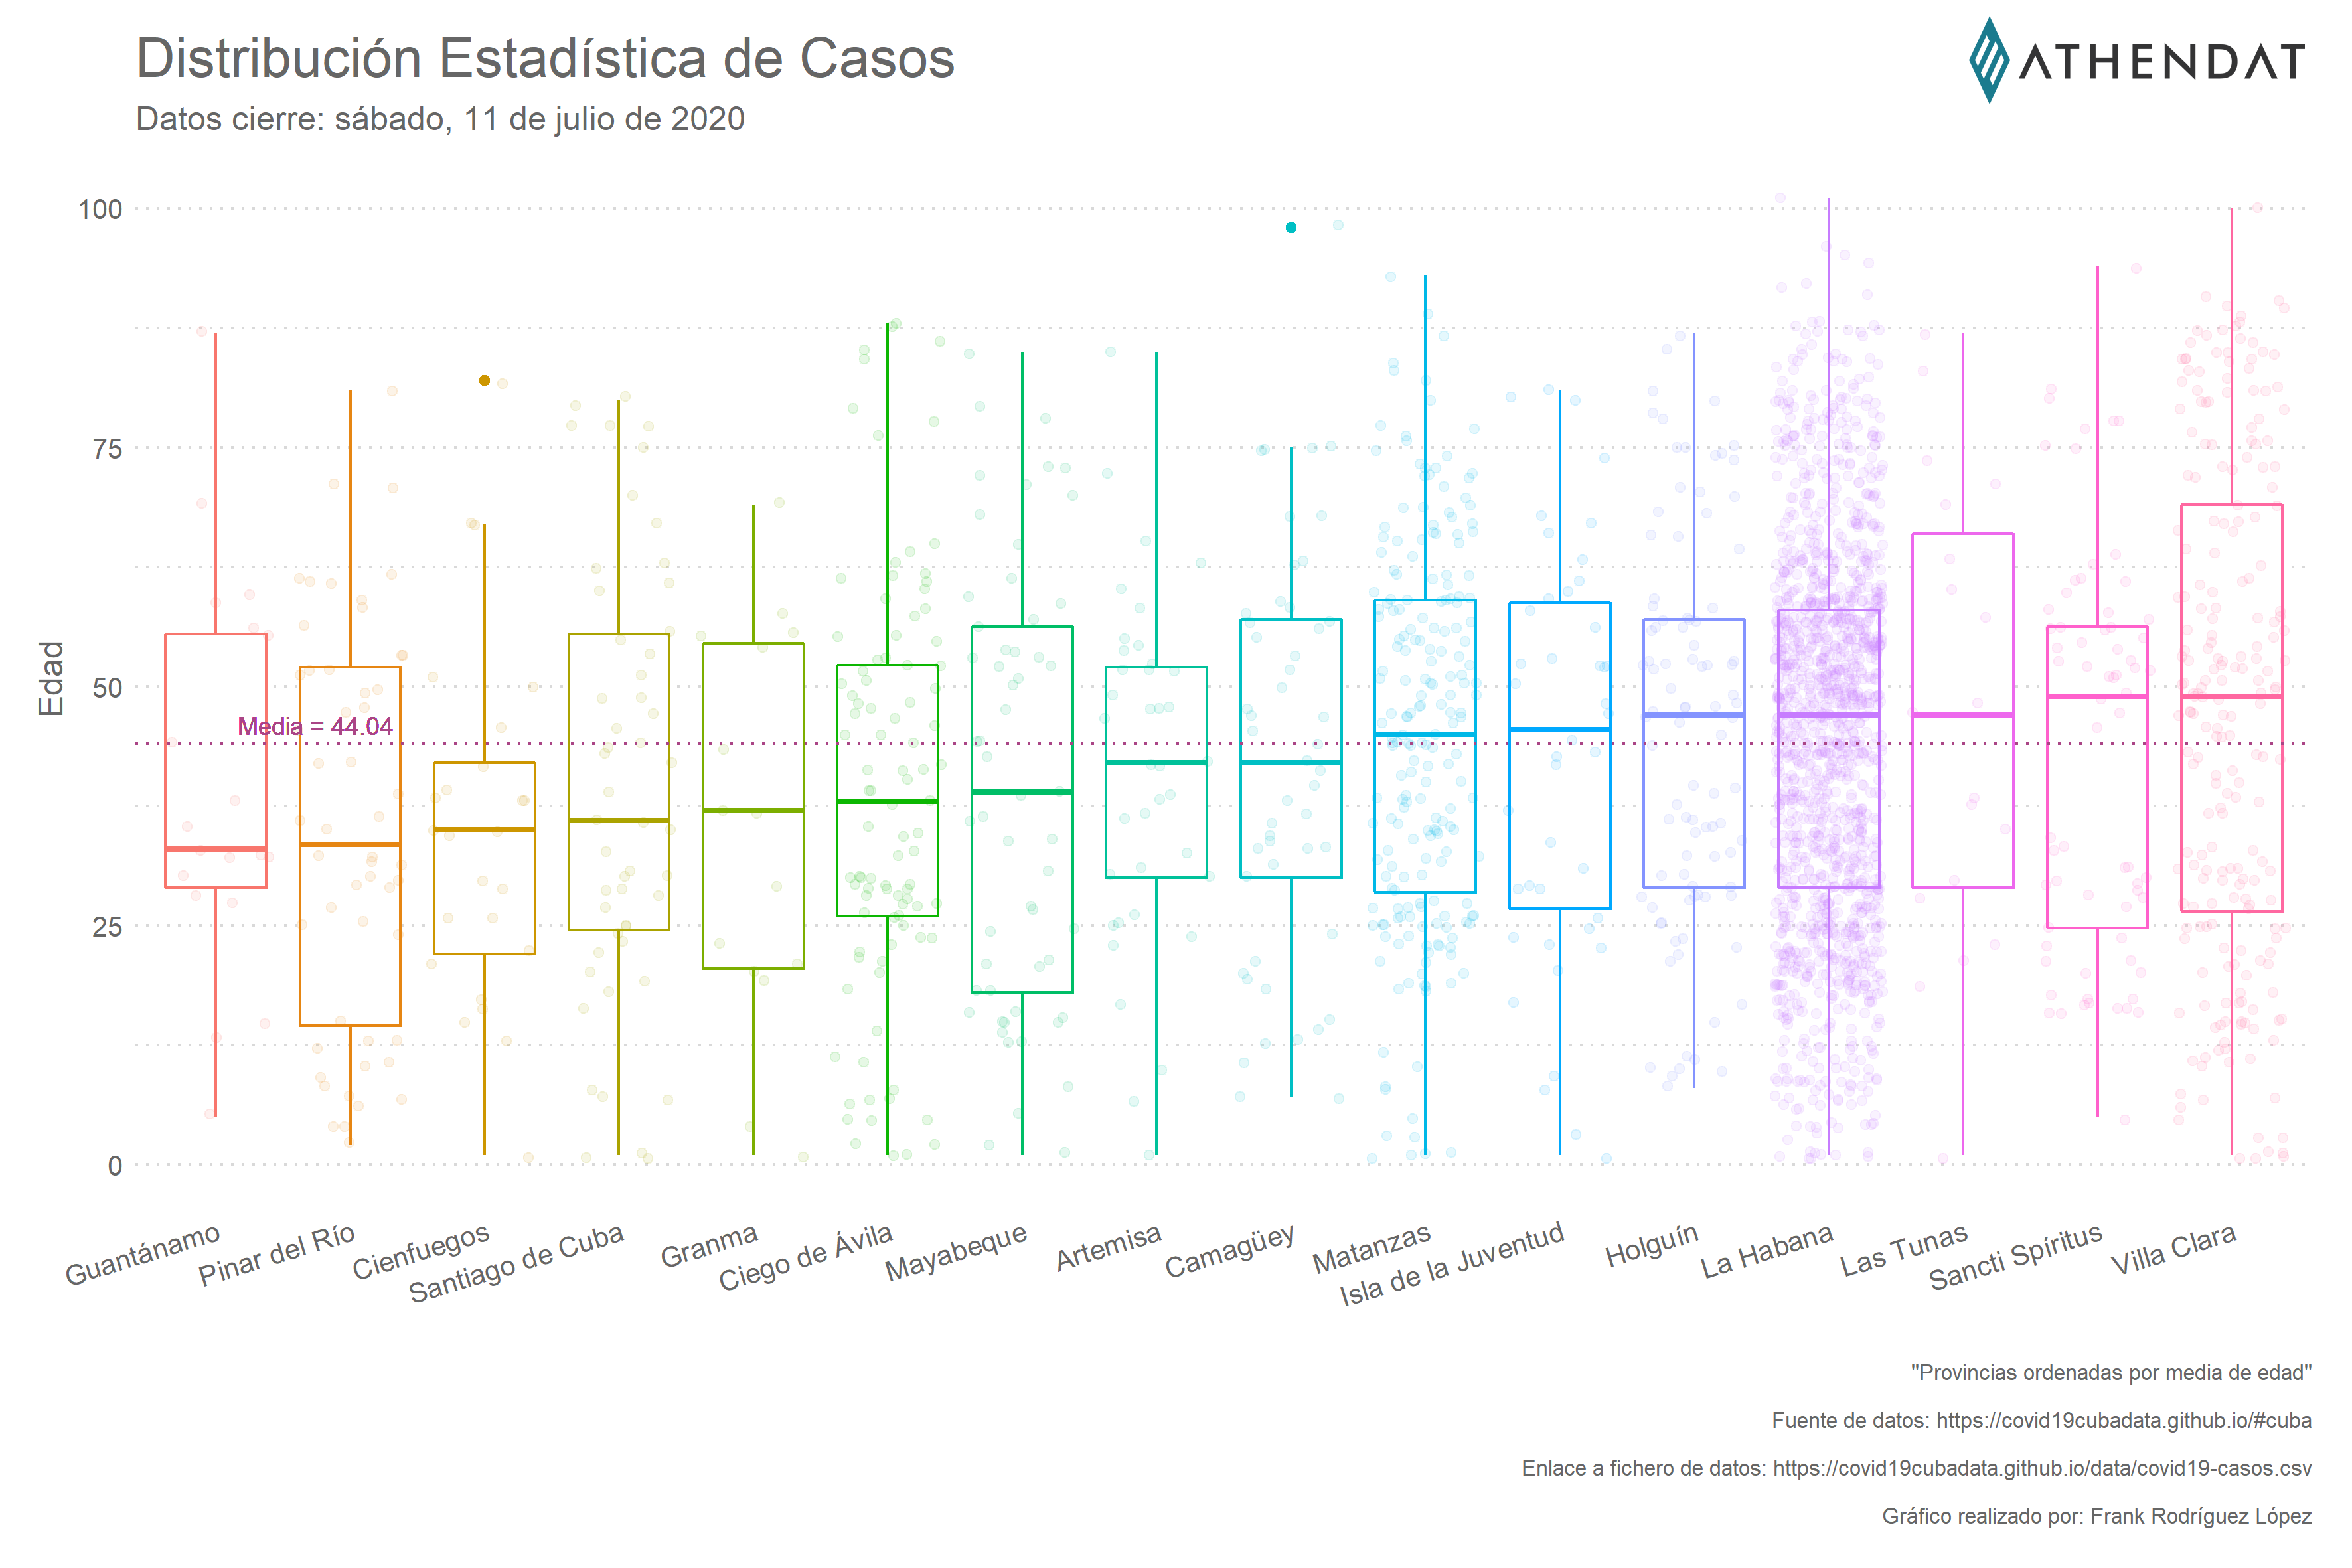 Distribución Estadística de Casos
ATHENDAT
Datos cierre: sábado, 11 de julio de 2020
Edad
100
75
50
25
0
Media = 44.04
Guantánamo
Pinar del Río
Cienfuegos
Santiago de Cuba
Granma
Ciego de Ávila
Mayabeque
Artemisa
Camagüey
Matanzas
Isla de la Juventud
Holguín
La Habana
Las Tunas
Sancti Spíritus
Villa Clara
"Provincias ordenadas por media de edad"
Fuente de datos: https://covid19cubadata.github.io/#cuba
Enlace a fichero de datos: https://covid19cubadata.github.io/data/covid19-casos.csv
Gráfico realizado por: Frank Rodríguez López